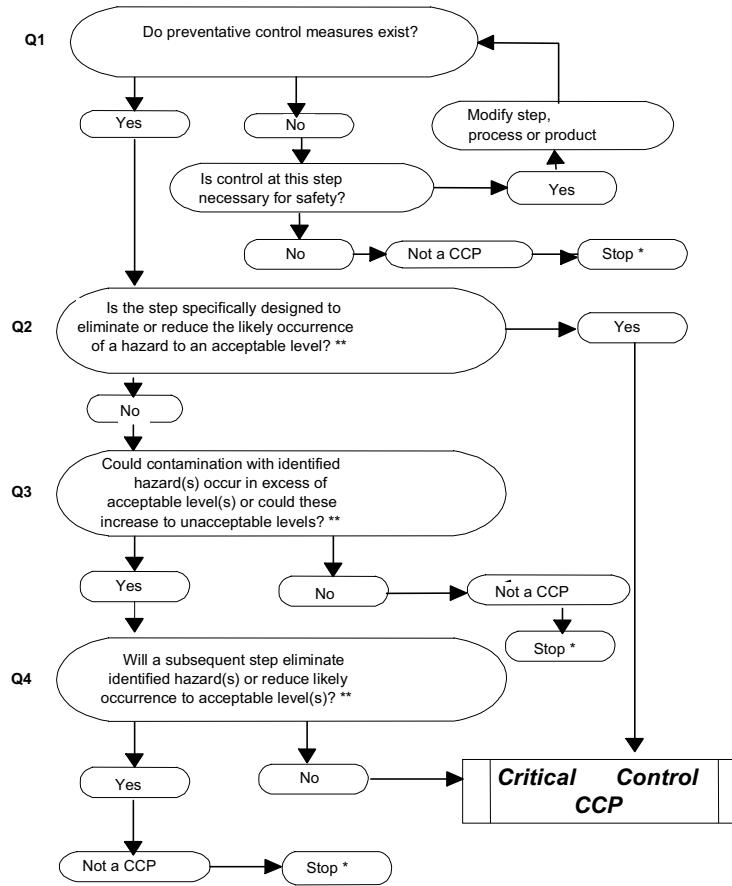 Q1
Do preventative control measures exist?
Yes
No
Modify step,
process or product
Is control at this step
necessary for safety?
Yes
No
Not a CCP
Stop *
Q2
Is the step specifically designed to
eliminate or reduce the likely occurrence
of a hazard to an acceptable level? **
Yes
No
Q3
Could contamination with identified
hazard(s) occur in excess of
acceptable level(s) or could these
increase to unacceptable levels? **
Yes
No
Not a CCP
Stop *
Q4
Will a subsequent step eliminate
identified hazard(s) or reduce likely
occurrence to acceptable level(s)? **
Yes
No
Critical Control
CCP
Not a CCP
Stop *